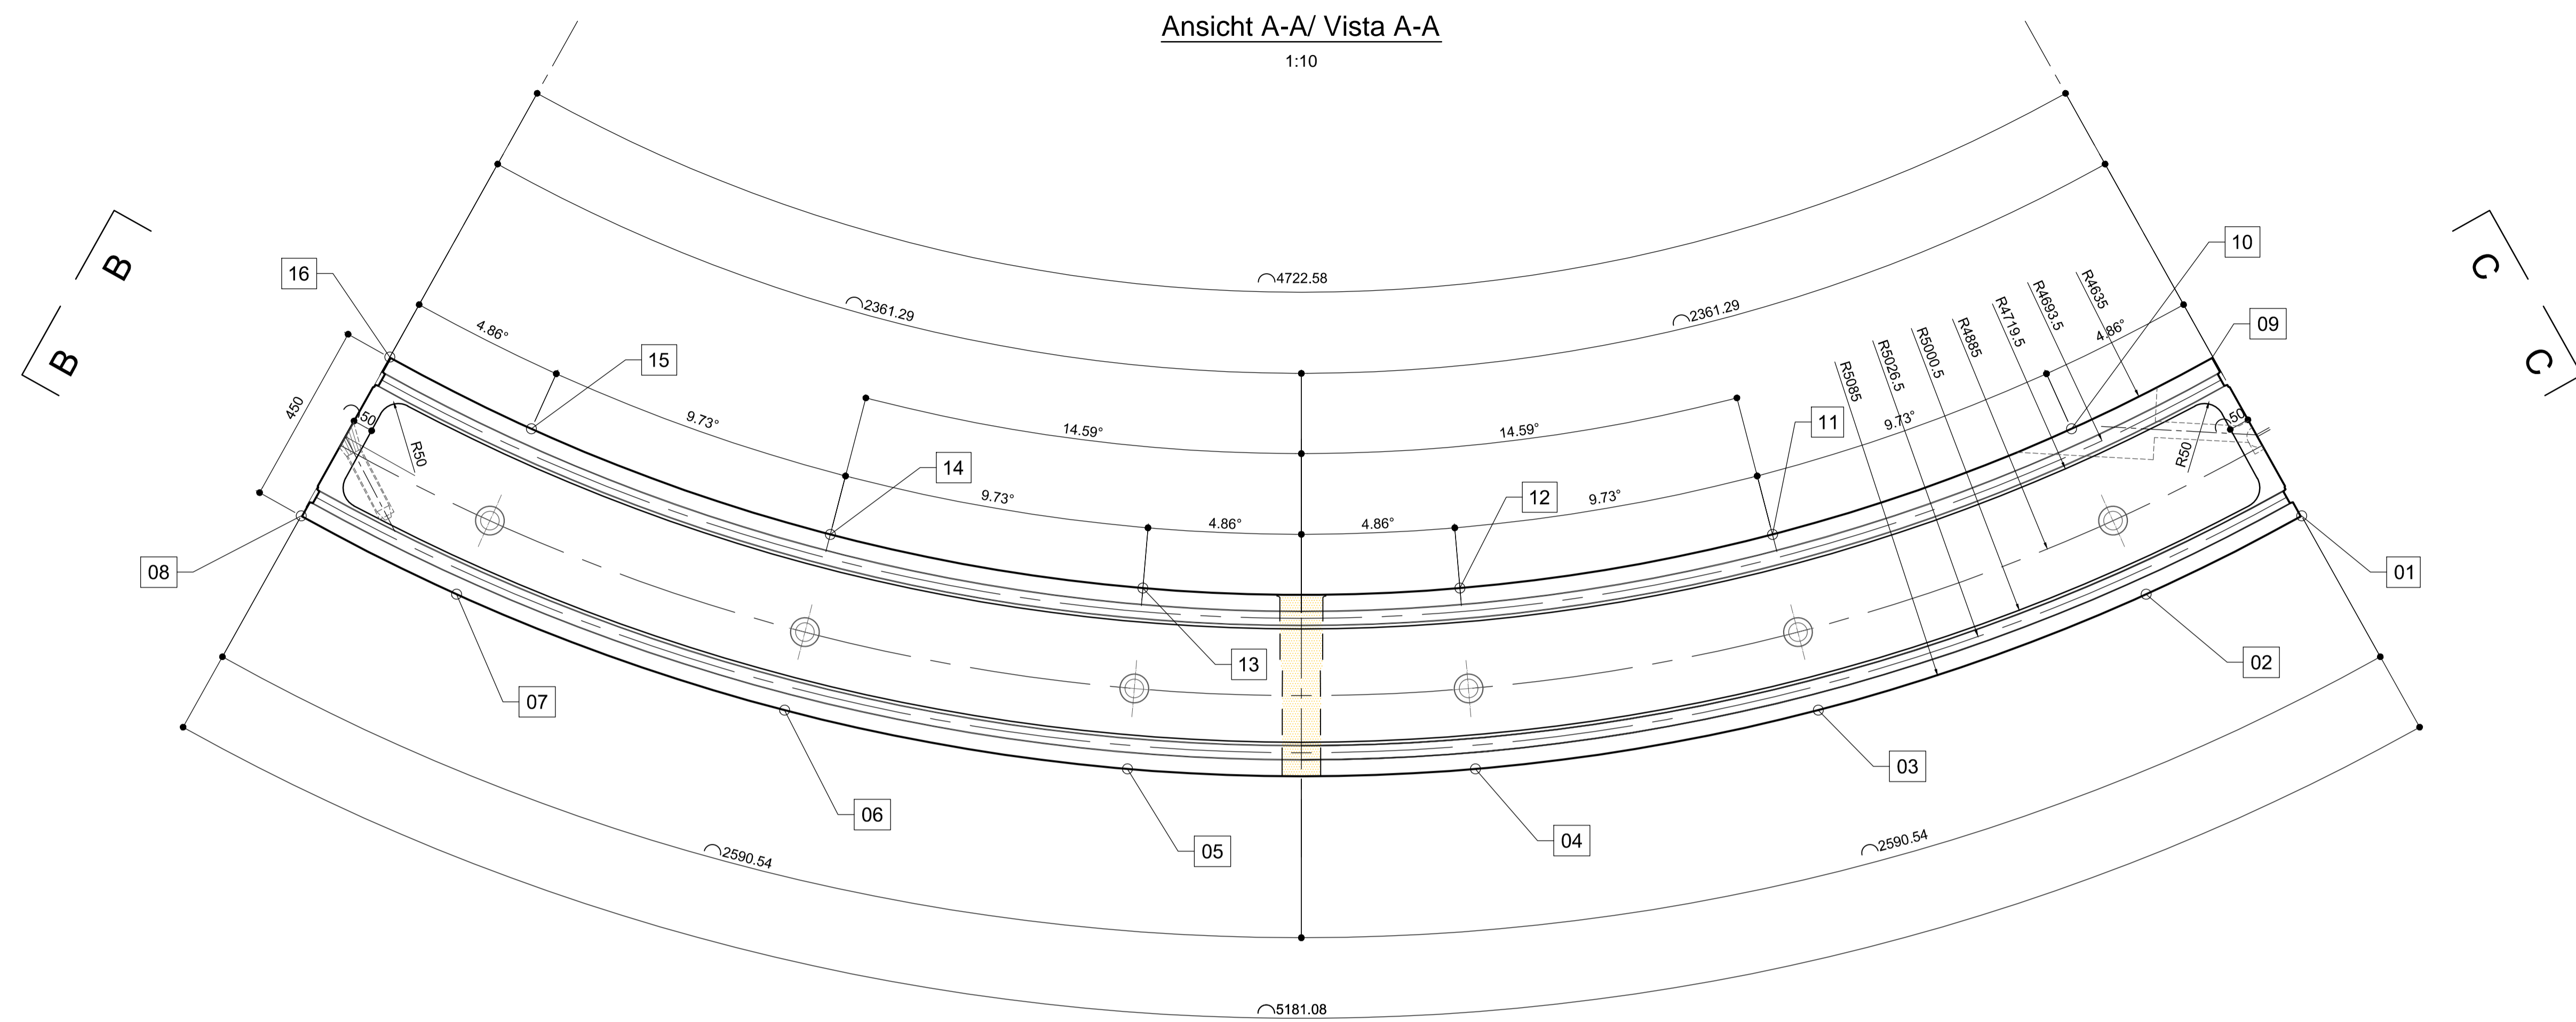 Ansicht A-A/ Vista A-A
1:10
4722.58
2361.29
2361.29
B
B
C
C
16
10
09
15
11
14
12
13
4.86°
9.73°
14.59°
14.59°
9.73°
4.86°
9.73°
4.86°
4.86°
9.73°
R4635
R4693.5
R4719.5
R4885
R5000.5
R5026.5
R5085
450
50
R50
50
R50
08
01
07
02
06
03
05
04
2590.54
2590.54
5181.08